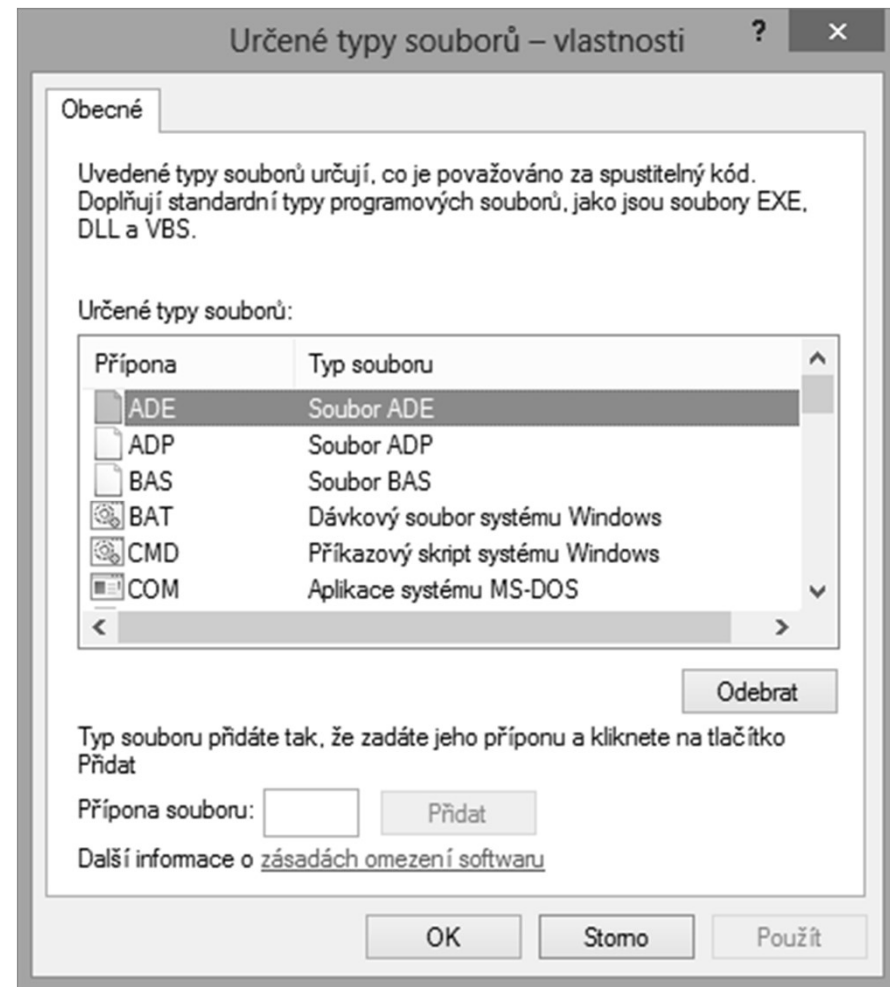 Určené typy souborů – vlastnosti ? ×
Obecné
Uvedené typy souborů určují, co je považováno za spustitelný kód.
Doplňují standardní typy programových souborů, jako jsou soubory EXE,
DLL a VBS.
Určené typy souborů:
Přípona Typ souboru
ADE Soubor ADE
ADP Soubor ADP
BAS Soubor BAS
BAT Dávkový soubor systému Windows
CMD Příkazový skript systému Windows
COM Aplikace systému MS-DOS
Odebrat
Typ souboru přidáte tak, že zadáte jeho příponu a kliknete na tlačítko
Přidat
Přípona souboru: Přidat
Další informace o zásadách omezení softwaru
OK Storno Použít